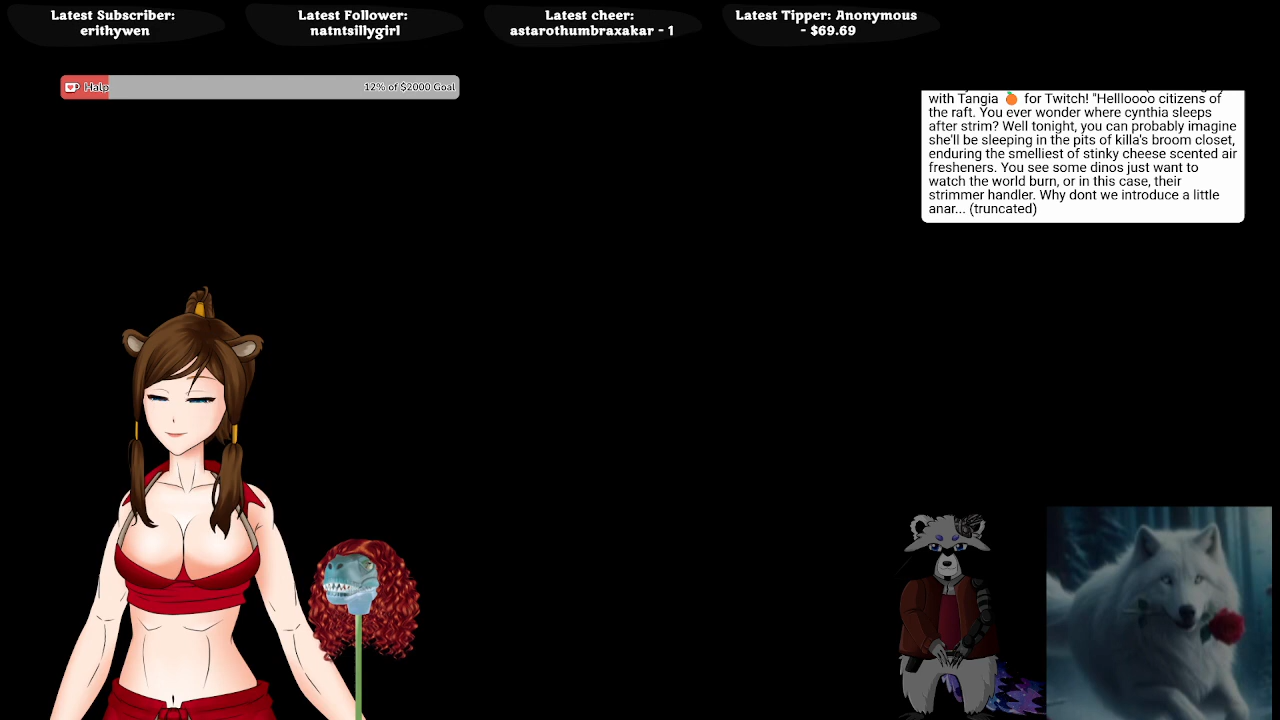 Latest Subscriber:
erithywen
Latest Follower:
natntsillygirl
Latest cheer:
astarothumbraxakar - 1
Latest Tipper: Anonymous
- $69.69
Halo
12% of $2000 Goal
with Tangia 🍊 for Twitch! "Hellloooo citizens of
the raft. You ever wonder where cynthia sleeps
after strim? Well tonight, you can probably imagine
she'll be sleeping in the pits of killa's broom closet,
enduring the smelliest of stinky cheese scented air
fresheners. You see some dinos just want to
watch the world burn, or in this case, their
strimmer handler. Why dont we introduce a little
anar... (truncated)